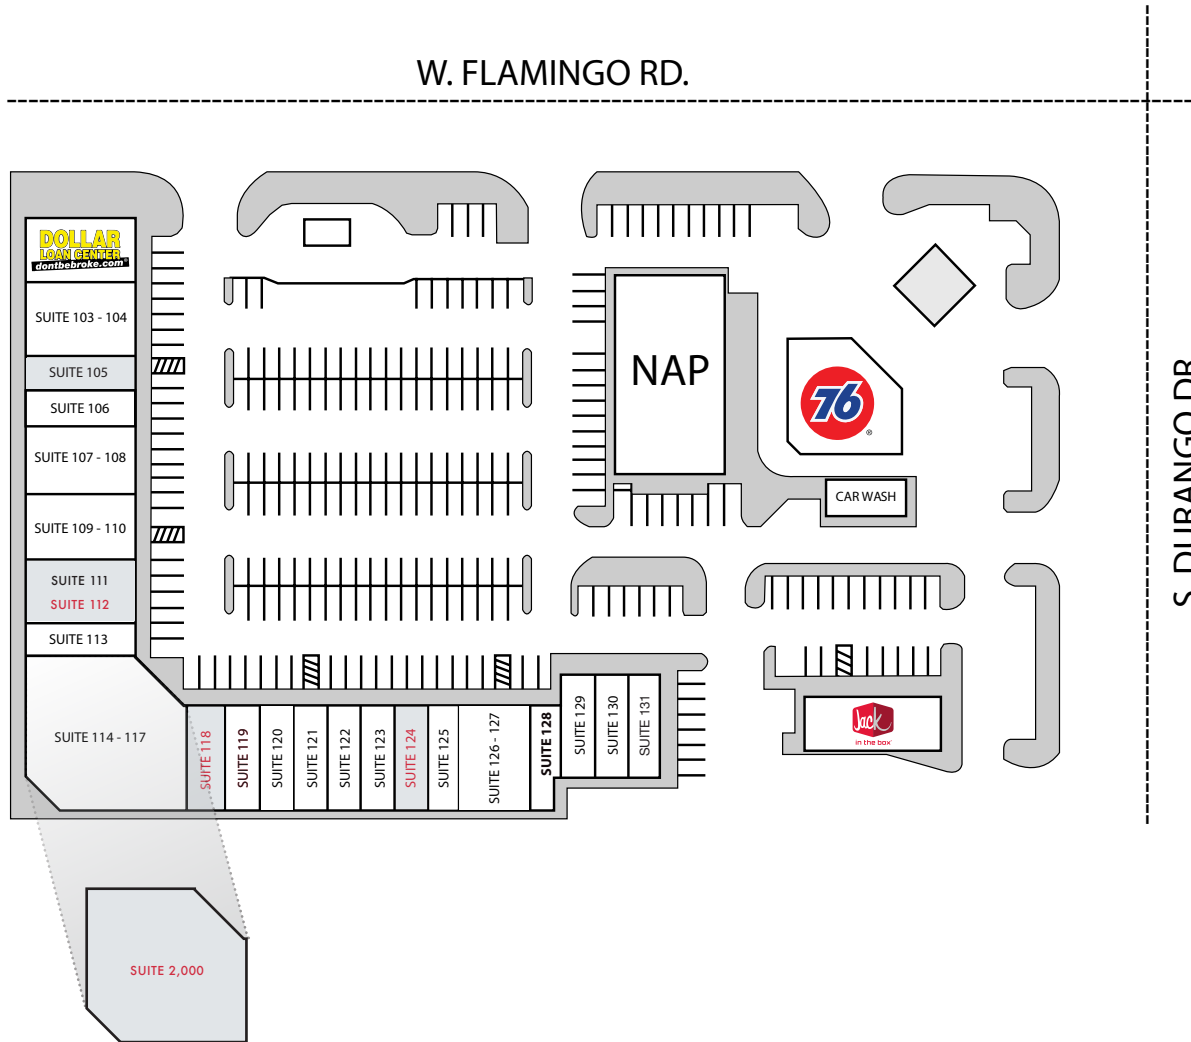 W. FLAMINGO RD.
DOLLAR
LOAN CENTER
dontbebroke.com®
SUITE 103 - 104
SUITE 105
SUITE 106
SUITE 107 - 108
SUITE 109 - 110
SUITE 111
SUITE 112
SUITE 113
SUITE 114 - 117
SUITE 118
SUITE 119
SUITE 120
SUITE 121
SUITE 122
SUITE 123
SUITE 124
SUITE 125
SUITE 126 - 127
SUITE 128
SUITE 129
SUITE 130
SUITE 131
NAP
76
®
CAR WASH
Jack
in the box
S. DURANGO DR.
SUITE 2,000